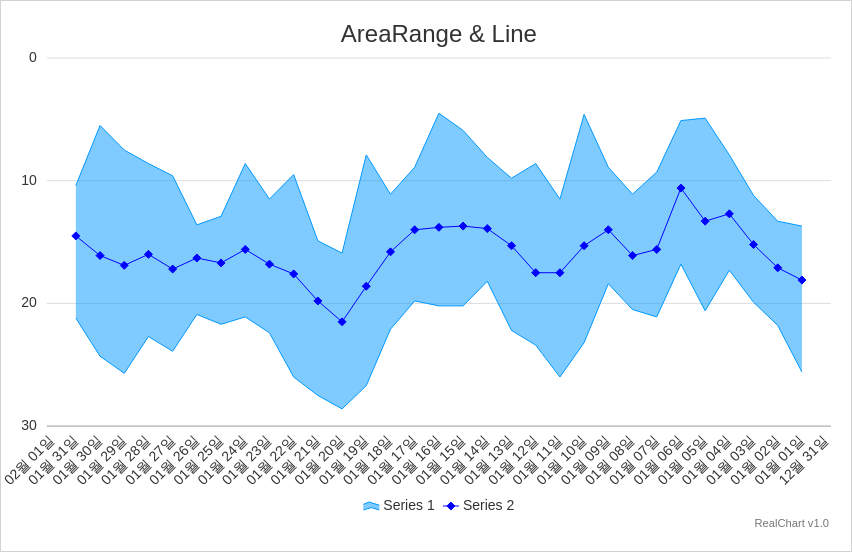 AreaRange & Line
0
10
20
30
02월 01일
01월 31일
01월 30일
01월 29일
01월 28일
01월 27일
01월 26일
01월 25일
01월 24일
01월 23일
01월 22일
01월 21일
01월 20일
01월 19일
01월 18일
01월 17일
01월 16일
01월 15일
01월 14일
01월 13일
01월 12일
01월 11일
01월 10일
01월 09일
01월 08일
01월 07일
01월 06일
01월 05일
01월 04일
01월 03일
01월 02일
01월 01일
12월 31일
Series 1
Series 2
RealChart v1.0